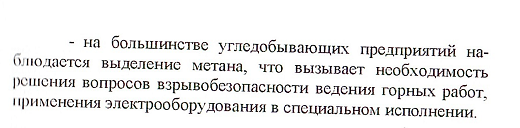 - на большинстве угледобывающих предприятий на-
блюдается выделение метана, что вызывает необходимость
решения вопросов взрывобезопасности ведения горных работ,
применения электрооборудования в специальном исполнении.